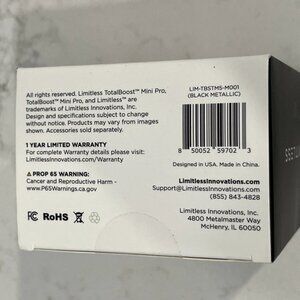 All rights reserved. Limitless TotalBoost™ Mini Pro,
TotalBoost™ Mini Pro, and Limitless™ are
trademarks of Limitless Innovations, Inc.
Design and specifications subject to change
without notice. Products may vary from images
shown. Accessories sold separately.
1 YEAR LIMITED WARRANTY
For complete Warranty details please visit:
LimitlessInnovations.com/Warranty
⚠ PROP 65 WARNING:
Cancer and Reproductive Harm -
www.P65Warnings.ca.gov
FC RoHS
LIM-TBSTM5-M001
(BLACK METALLIC)
8 50052 59702 3
Designed in USA. Made in China.
LimitlessInnovations.com
Support@LimitlessInnovations.com
(855) 843-4828
Limitless Innovations, Inc.
4800 Metalmaster Way
McHenry, IL 60050